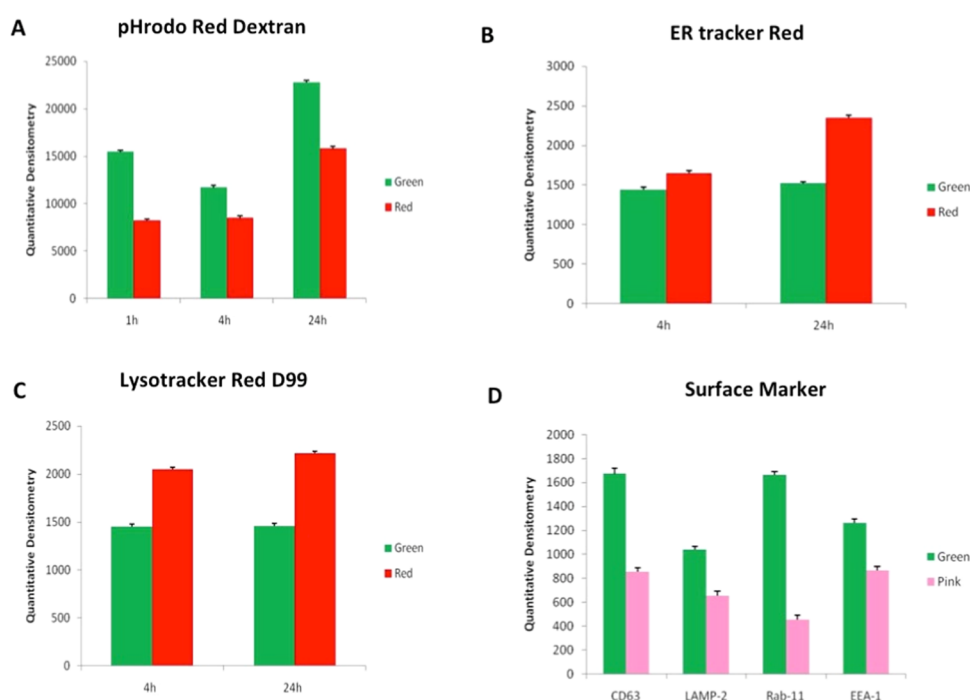 A
pHrodo Red Dextran
Quantitative Densitometry
25000
20000
15000
10000
5000
0
1h 4h 24h
Green
Red
B
ER tracker Red
Quantitative Densitometry
3000
2500
2000
1500
1000
500
0
4h 24h
Green
Red
C
Lysotracker Red D99
Quantitative Densitometry
2500
2000
1500
1000
500
0
4h 24h
Green
Red
D
Surface Marker
Quantitative Densitometry
2000
1800
1600
1400
1200
1000
800
600
400
200
0
CD63 LAMP-2 Rab-11 EEA-1
Green
Pink